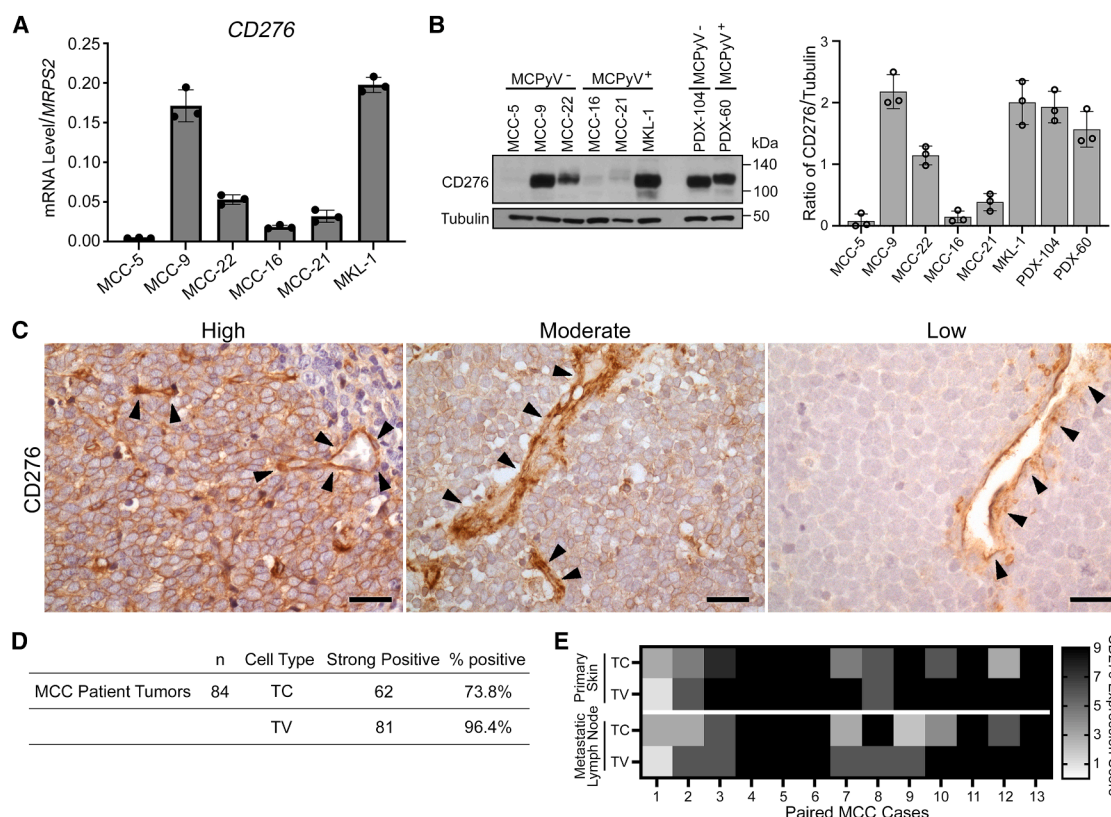 A
CD276
mRNA Level/MRPS2
0.25
0.20
0.15
0.10
0.05
0.00
MCC-5
MCC-9
MCC-22
MCC-16
MCC-21
MKL-1
B
MCPyV -
MCPyV+
MCPyV-
MCPyV+
MCC-5
MCC-9
MCC-22
MCC-16
MCC-21
MKL-1
PDX-104
PDX-60
kDa
CD276
140
100
Tubulin
50
Ratio of CD276/Tubulin
3
2
1
0
MCC-5
MCC-9
MCC-22
MCC-16
MCC-21
MKL-1
PDX-104
PDX-60
C
High
Moderate
Low
CD276
D
n Cell Type Strong Positive % positive
MCC Patient Tumors 84 TC 62 73.8%
TV 81 96.4%
E
Primary
Skin
TC
TV
Metastatic
Lymph Node
TC
TV
1 2 3 4 5 6 7 8 9 10 11 12 13
Paired MCC Cases
9
7
5
3
1